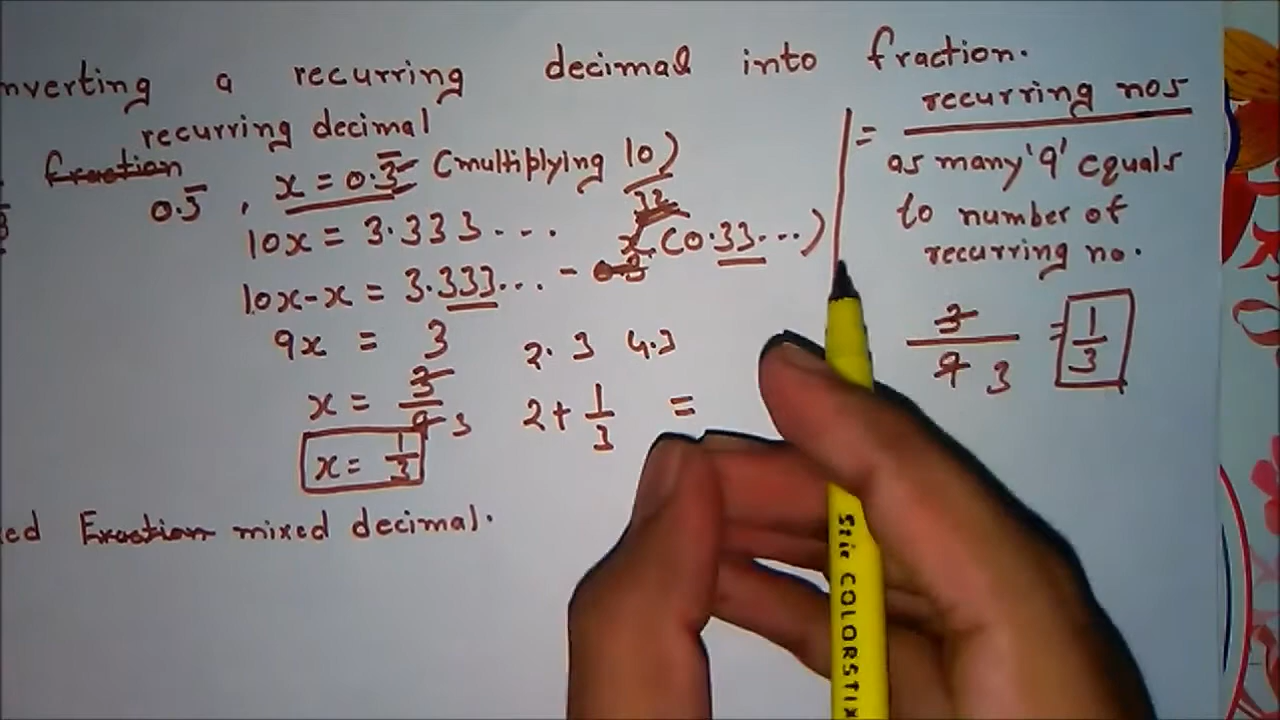 nverting a recurring decimal into fraction.
recurring decimal
fraction
0.3̅ , x = 0.3̅ (multiplying 10)
10x = 3.333...
10x-x = 3.333... - x (0.33...)
9x = 3
x = 3/9 3
x = 1/3
2.3 4.3
2 + 1/3 =
ed Fraction mixed decimal.
= recurring nos
as many '9' equals
to number of
recurring no.
3/9 3 = 1/3
Stic COLORSTIX